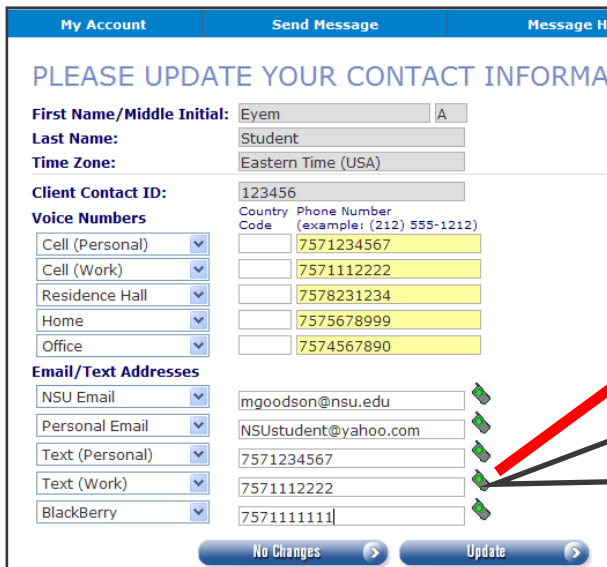 My Account Send Message Message H
PLEASE UPDATE YOUR CONTACT INFORMA
First Name/Middle Initial: Eyem A
Last Name: Student
Time Zone: Eastern Time (USA)
Client Contact ID: 123456
Voice Numbers Country Code Phone Number (example: (212) 555-1212)
Cell (Personal) 7571234567
Cell (Work) 7571112222
Residence Hall 7578231234
Home 7575678999
Office 7574567890
Email/Text Addresses
NSU Email mgoodson@nsu.edu
Personal Email NSUstudent@yahoo.com
Text (Personal) 7571234567
Text (Work) 7571112222
BlackBerry 7571111111
No Changes Update